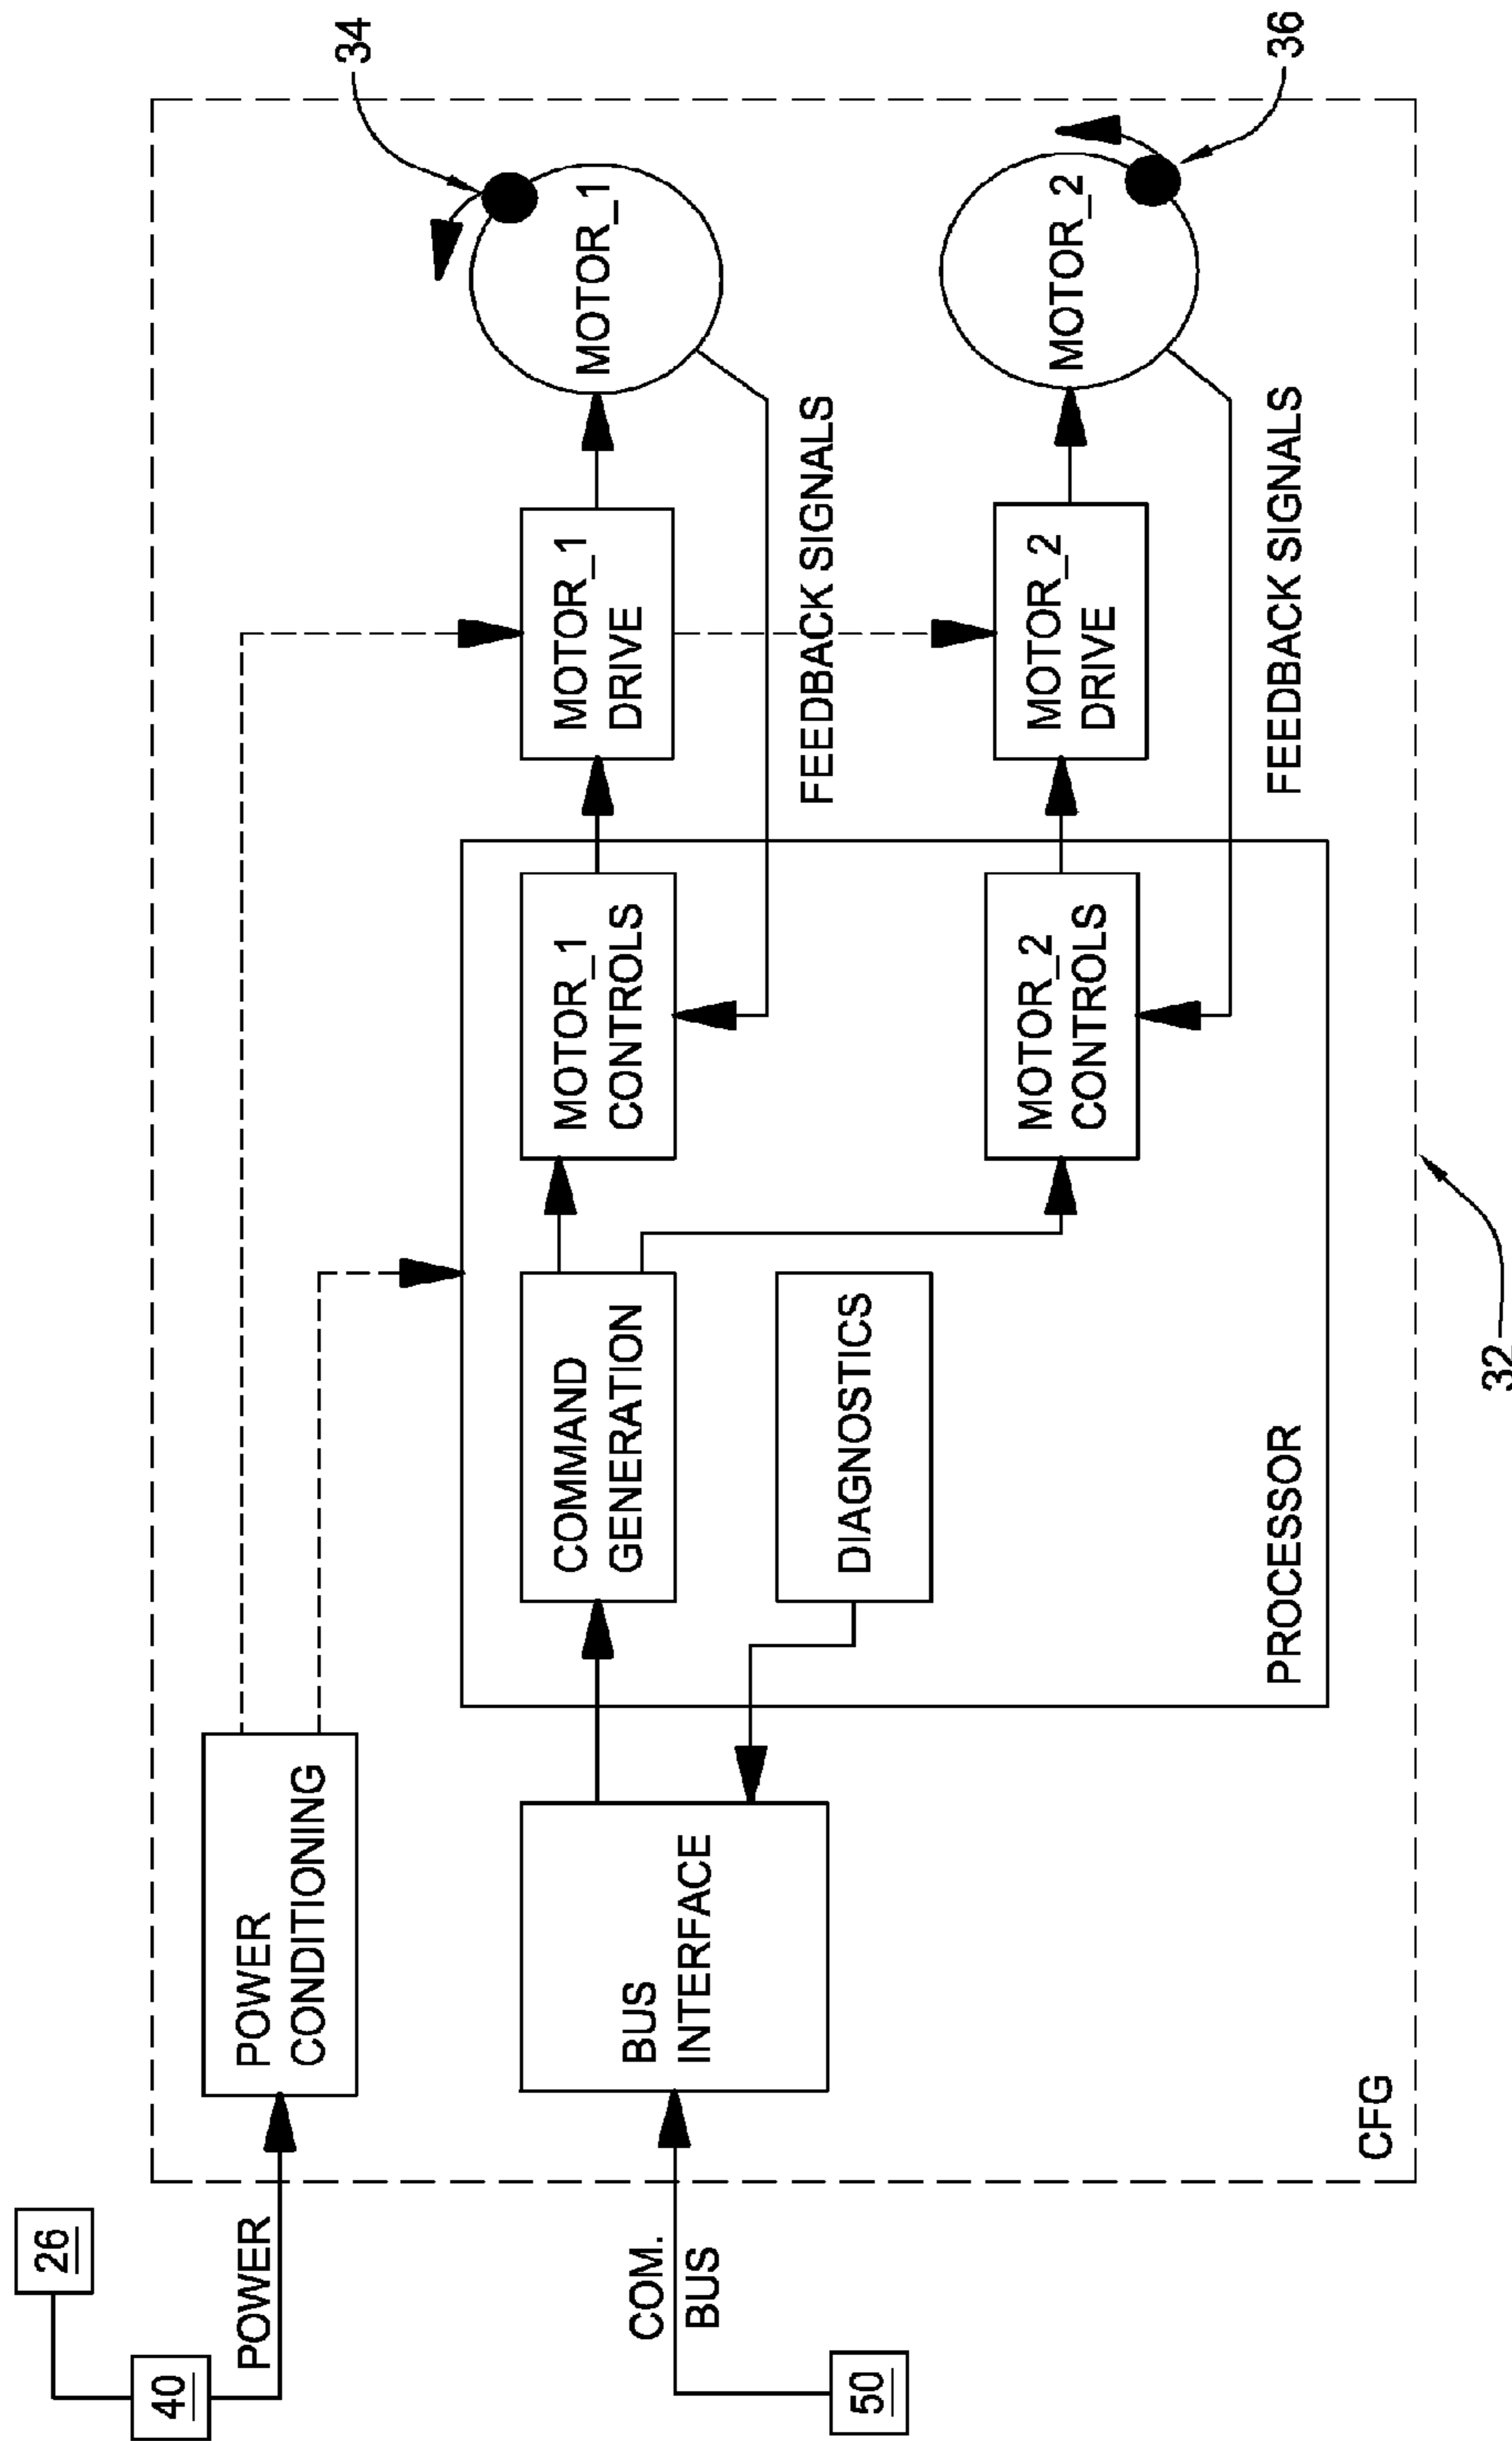 26
40
POWER
POWER
CONDITIONING
34
COM.
BUS
50
BUS
INTERFACE
COMMAND
GENERATION
MOTOR_1
CONTROLS
MOTOR_1
DRIVE
MOTOR_1
FEEDBACK SIGNALS
DIAGNOSTICS
MOTOR_2
CONTROLS
MOTOR_2
DRIVE
MOTOR_2
FEEDBACK SIGNALS
36
PROCESSOR
CFG
32